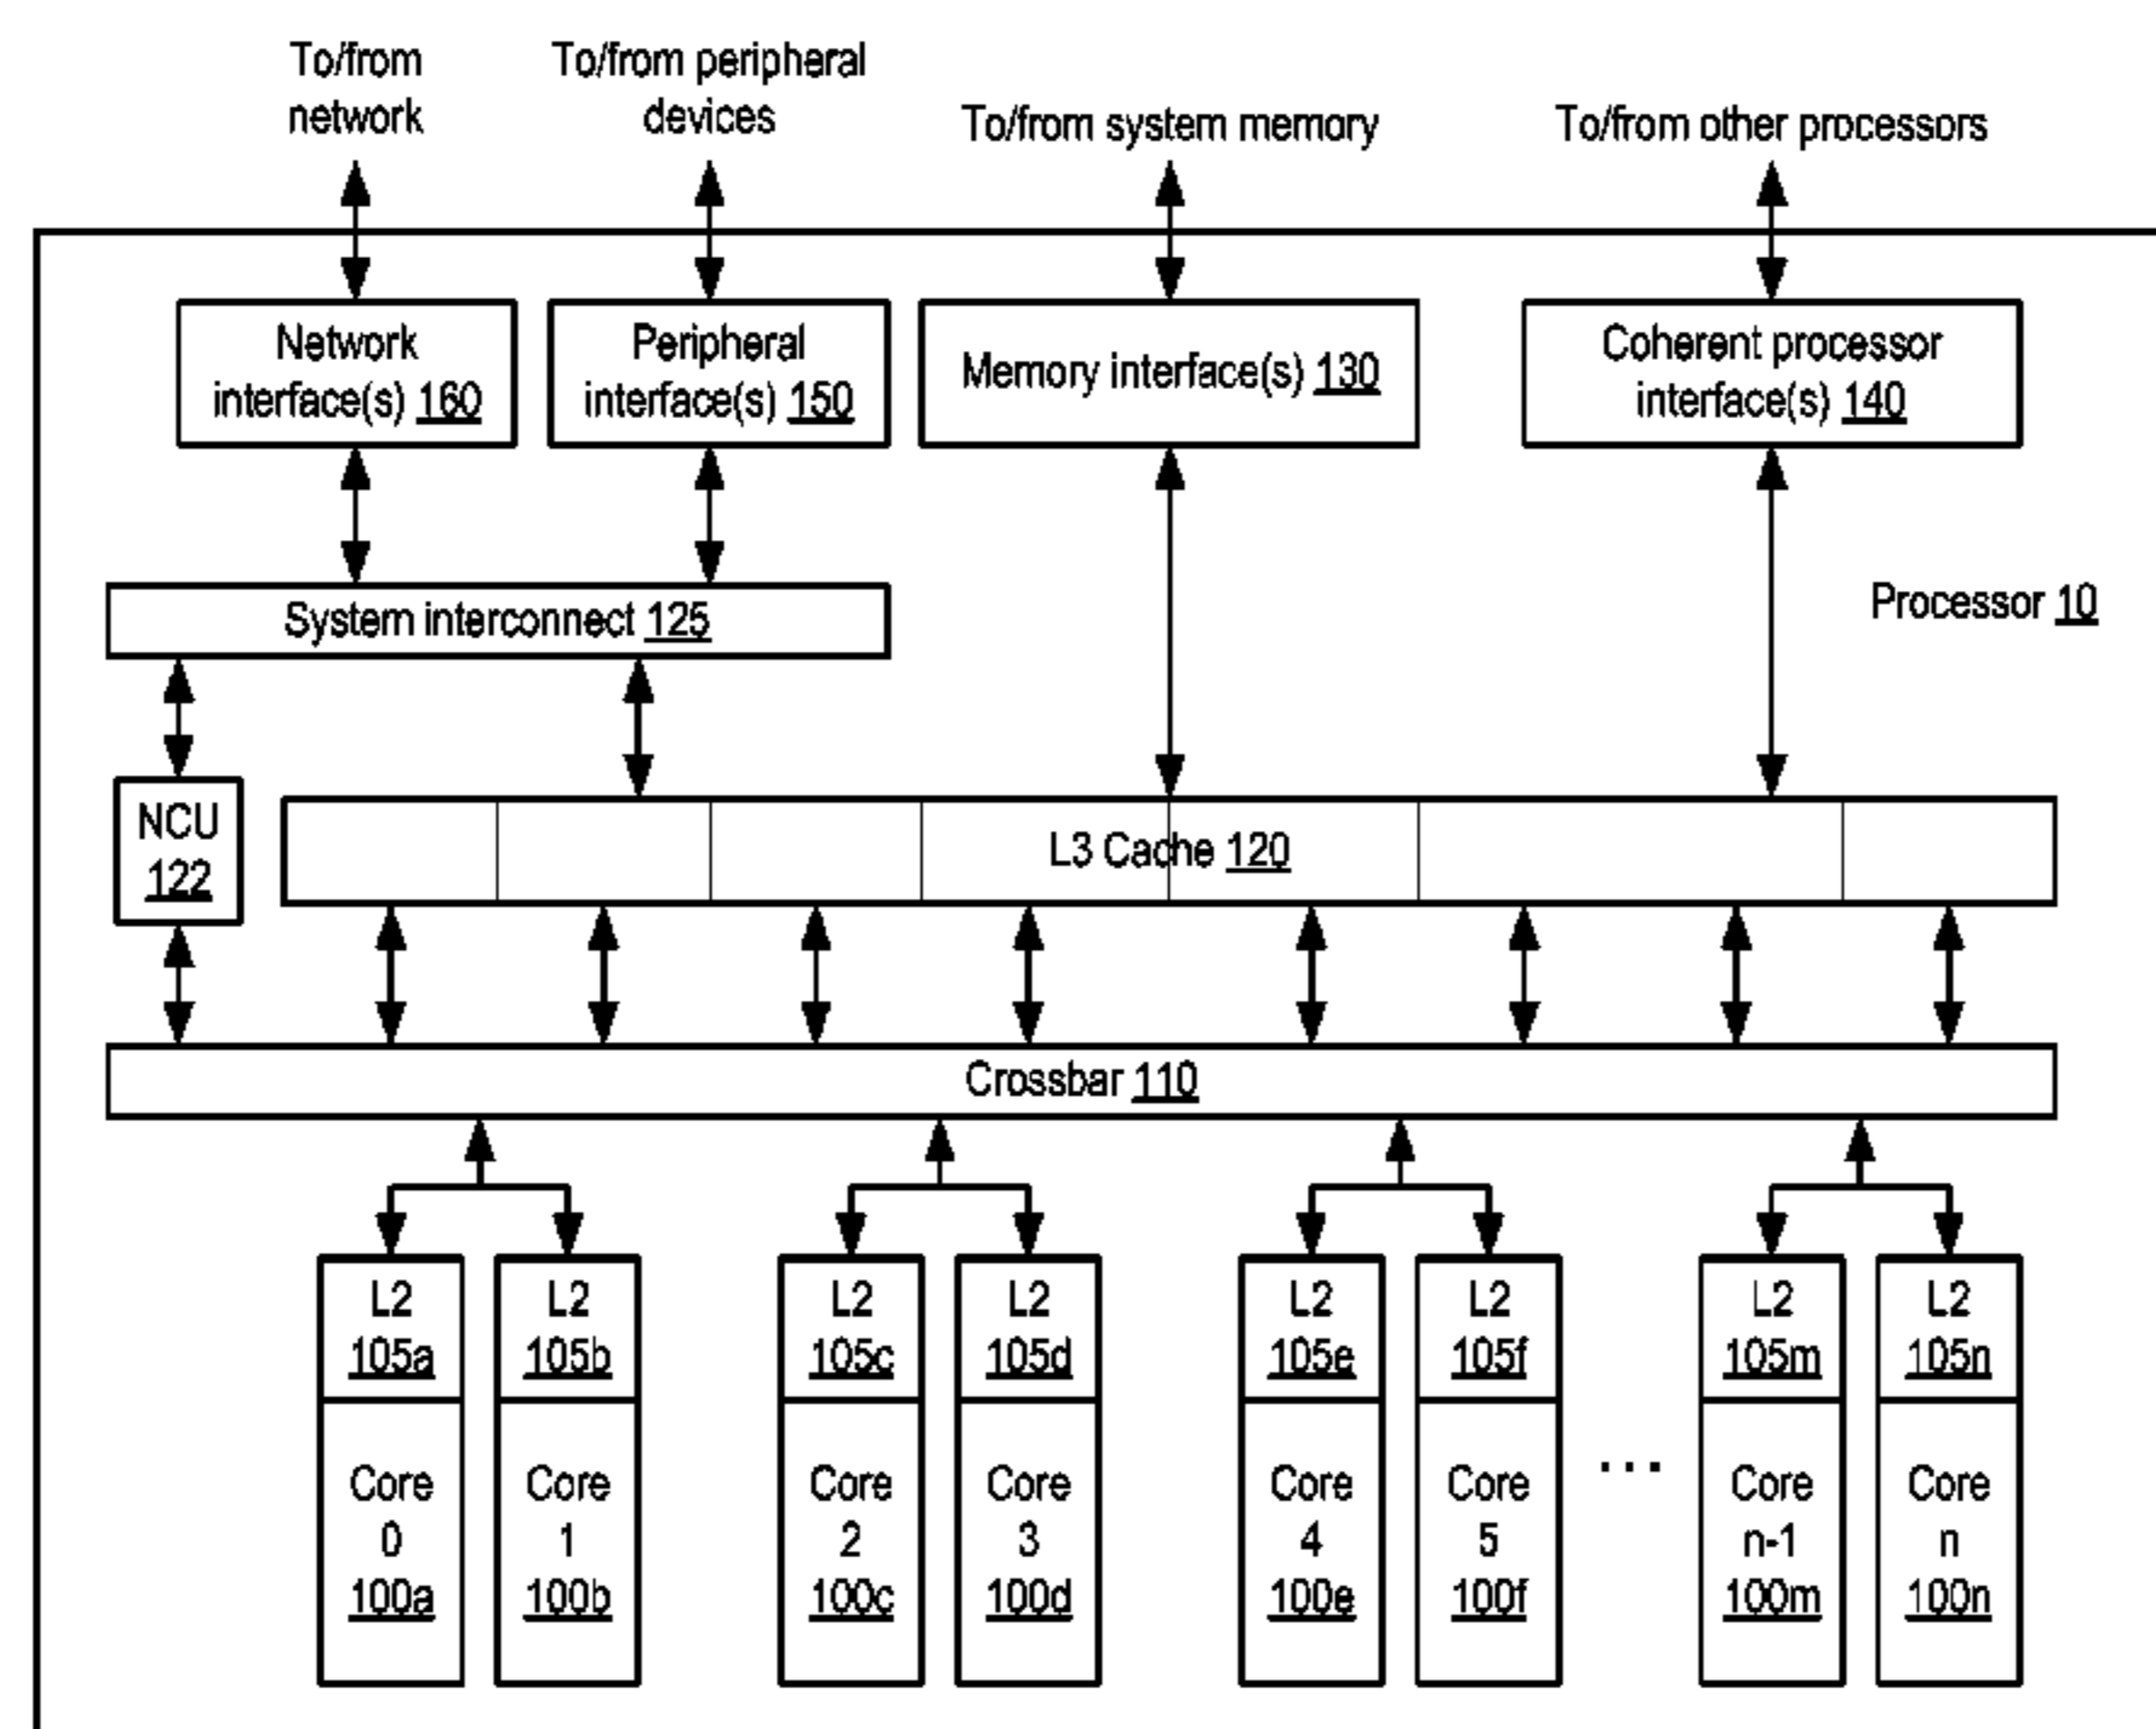 To/from
network
To/from peripheral
devices
To/from system memory
To/from other processors
Network
interface(s) 160
Peripheral
interface(s) 150
Memory interface(s) 130
Coherent processor
interface(s) 140
System interconnect 125
Processor 10
NCU
122
L3 Cache 120
Crossbar 110
L2
105a
L2
105b
L2
105c
L2
105d
L2
105e
L2
105f
L2
105m
L2
105n
Core
0
100a
Core
1
100b
Core
2
100c
Core
3
100d
Core
4
100e
Core
5
100f
...
Core
n-1
100m
Core
n
100n